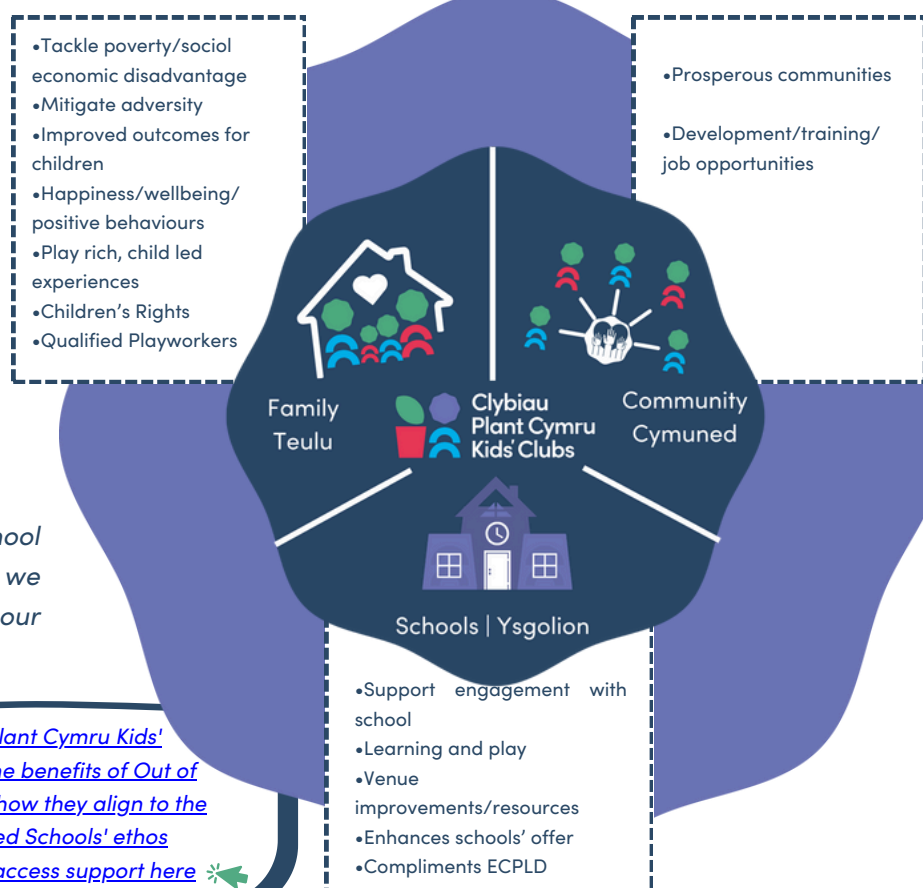 •Tackle poverty/sociol
economic disadvantage
•Mitigate adversity
•Improved outcomes for
children
•Happiness/wellbeing/
positive behaviours
•Play rich, child led
experiences
•Children's Rights
•Qualified Playworkers
•Prosperous communities
•Development/training/
job opportunities
Family
Teulu
Clybiau
Plant Cymru
Kids' Clubs
Community
Cymuned
Schools | Ysgolion
•Support engagement with
school
•Learning and play
•Venue
improvements/resources
•Enhances schools' offer
•Compliments ECPLD
we
our
lant Cymru Kids'
benefits of Out of
how they align to the
ed Schools' ethos
access support here